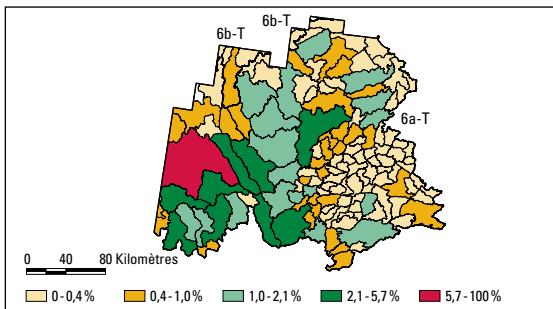 6b-T
6b-T
6a-T
0 40 80 Kilomètres
0 - 0,4 %
0,4 - 1,0 %
1,0 - 2,1 %
2,1 - 5,7 %
5,7 - 100 %